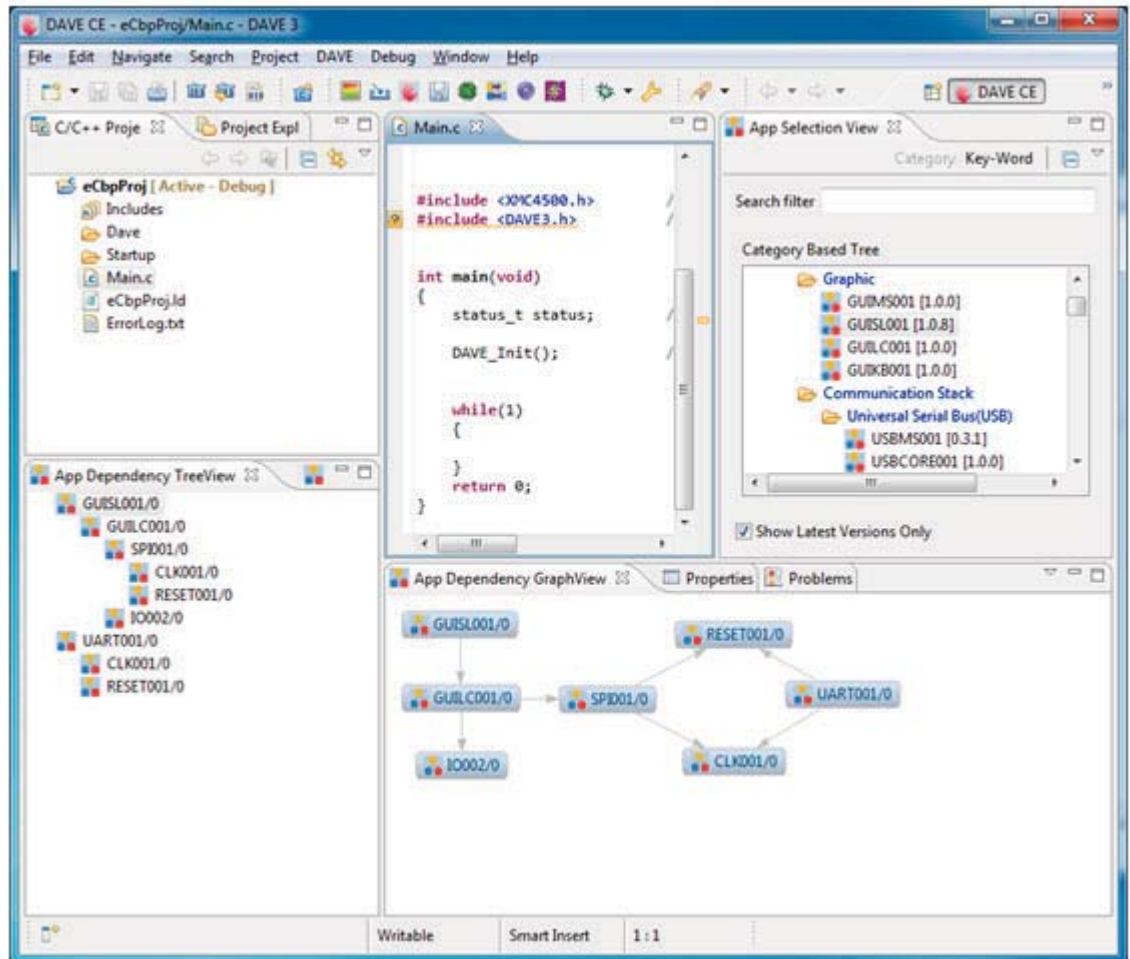 DAVE CE - eCbpProj/Main.c - DAVE 3
File Edit Navigate Search Project DAVE Debug Window Help
DAVE CE
C/C++ Proje
Project Expl
eCbpProj [ Active - Debug ]
Includes
Dave
Startup
Main.c
eCbpProj.ld
ErrorLog.txt
Main.c
#include <XMC4500.h> /
#include <DAVE3.h> /
int main(void)
{
status_t status; /
DAVE_Init(); /
while(1)
{
}
return 0;
}
App Selection View
Category Key-Word
Search filter
Category Based Tree
Graphic
GUIMS001 [1.0.0]
GUISL001 [1.0.8]
GUILC001 [1.0.0]
GUIKB001 [1.0.0]
Communication Stack
Universal Serial Bus(USB)
USBMS001 [0.3.1]
USBCORE001 [1.0.0]
Show Latest Versions Only
App Dependency TreeView
GUISL001/0
GUILC001/0
SPI001/0
CLK001/0
RESET001/0
IO002/0
UART001/0
CLK001/0
RESET001/0
App Dependency GraphView
Properties
Problems
GUISL001/0
RESET001/0
GUILC001/0
SPI001/0
UART001/0
IO002/0
CLK001/0
Writable
Smart Insert
1 : 1